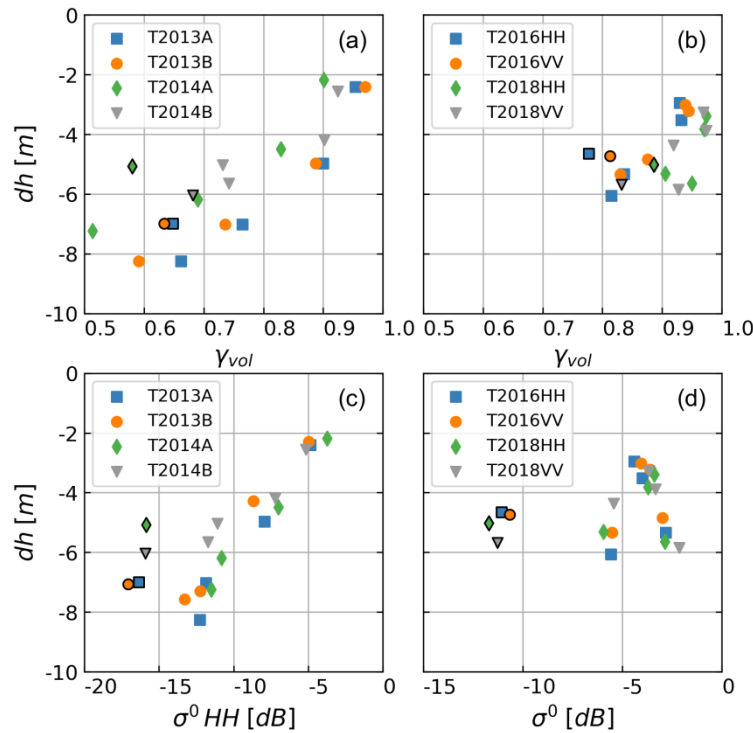 0
-2
-4
-6
-8
-10
dh [m]
T2013A
T2013B
T2014A
T2014B
(a)
0.5 0.6 0.7 0.8 0.9 1.0
γvol
T2016HH
T2016VV
T2018HH
T2018VV
(b)
0.5 0.6 0.7 0.8 0.9 1.0
γvol
0
-2
-4
-6
-8
-10
dh [m]
T2013A
T2013B
T2014A
T2014B
(c)
-20 -15 -10 -5 0
σ⁰ HH [dB]
T2016HH
T2016VV
T2018HH
T2018VV
(d)
-15 -10 -5 0
σ⁰ [dB]